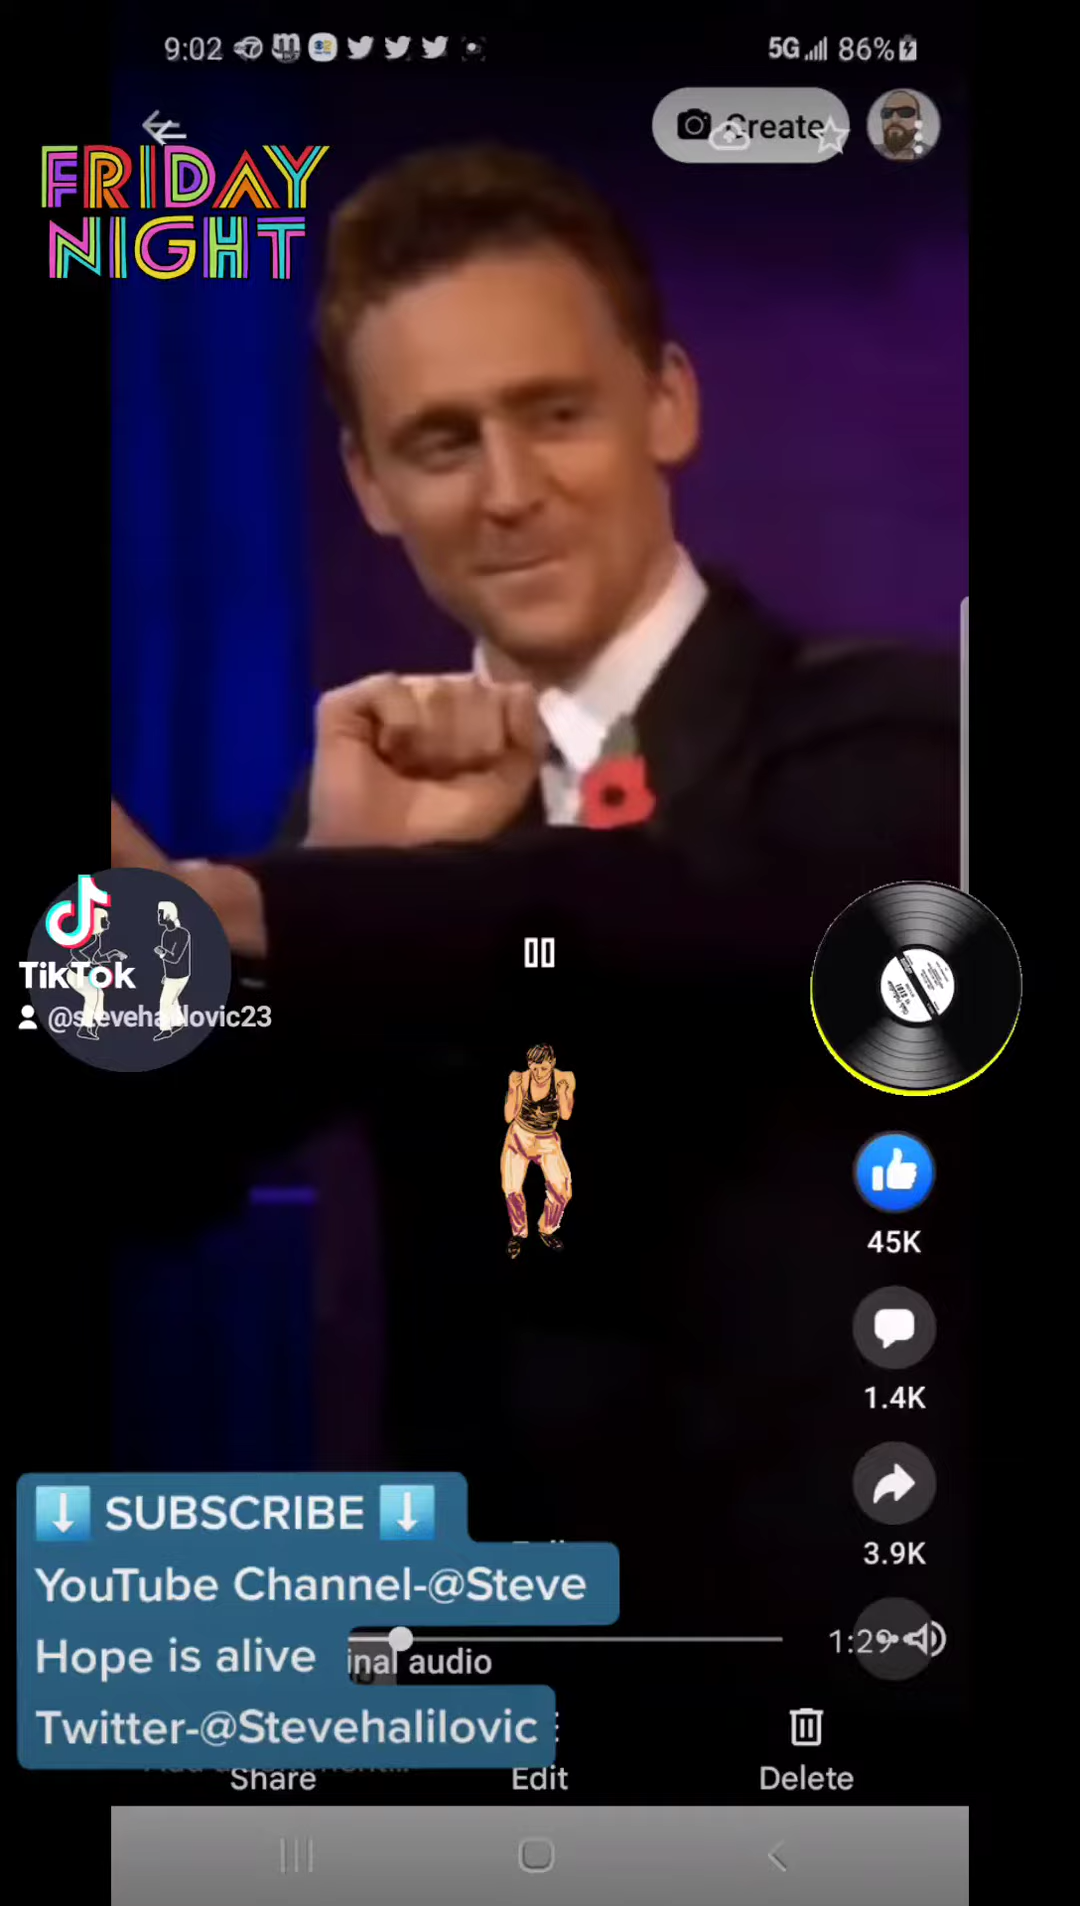 9:02
5G 86%
Create
FRIDAY
NIGHT
TikTok
@stevehalilovic23
45K
1.4K
3.9K
SUBSCRIBE
YouTube Channel-@Steve
Hope is alive
1:29
inal audio
Twitter-@Stevehalilovic
Share
Edit
Delete